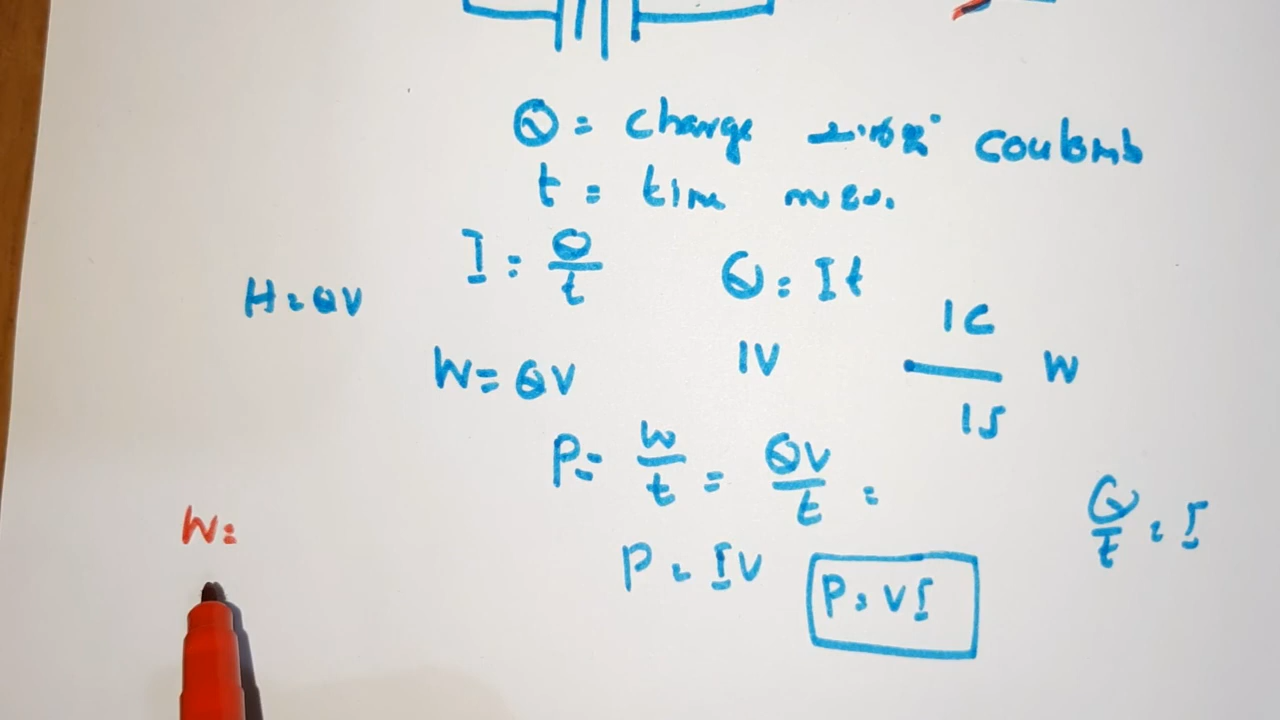 Q = charge coulomb
t = time
I = Q/t Q = It
H = QV
1C
W = QV 1V W
1S
P = W/t = QV/t =
Q/t = I
W =
P = IV P = VI